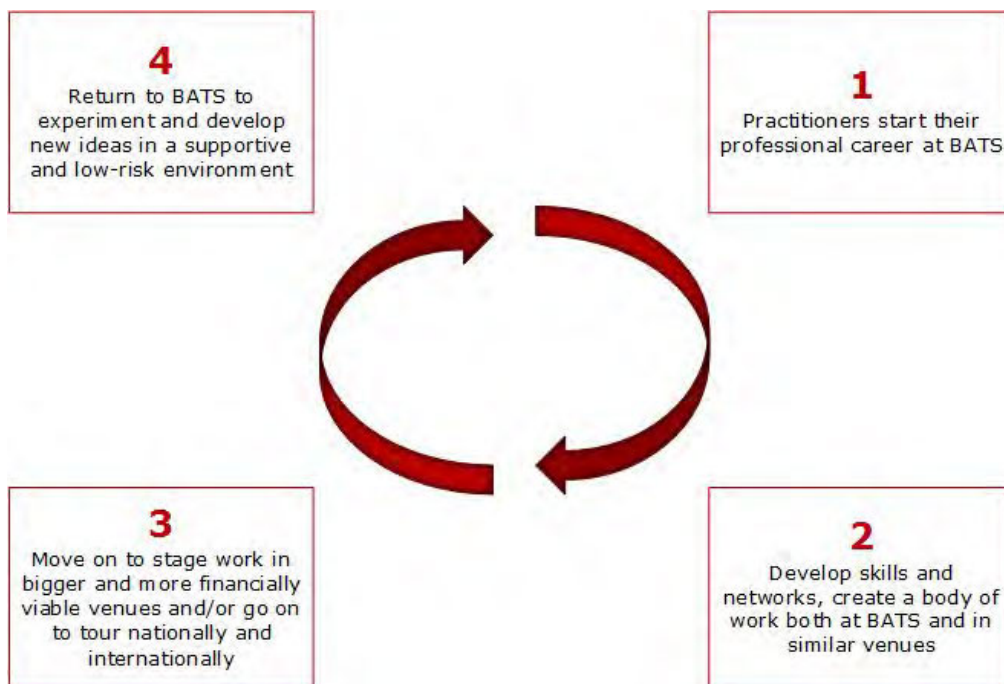 4
Return to BATS to
experiment and develop
new ideas in a supportive
and low-risk environment
1
Practitioners start their
professional career at BATS
3
Move on to stage work in
bigger and more financially
viable venues and/or go on
to tour nationally and
internationally
2
Develop skills and
networks, create a body of
work both at BATS and in
similar venues